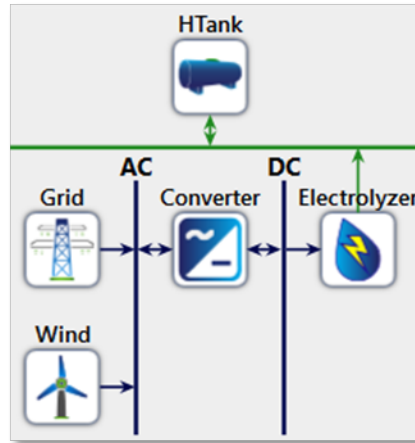 HTank
AC
DC
Grid
Converter
Electrolyzer
Wind